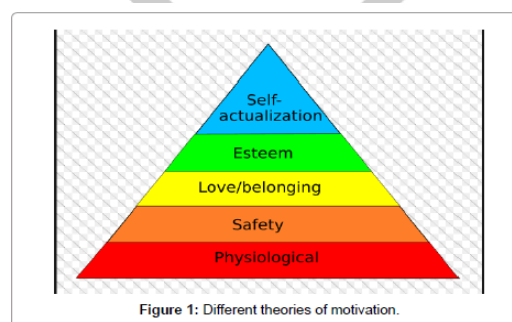 Self-
actualization
Esteem
Love/belonging
Safety
Physiological
Figure 1: Different theories of motivation.